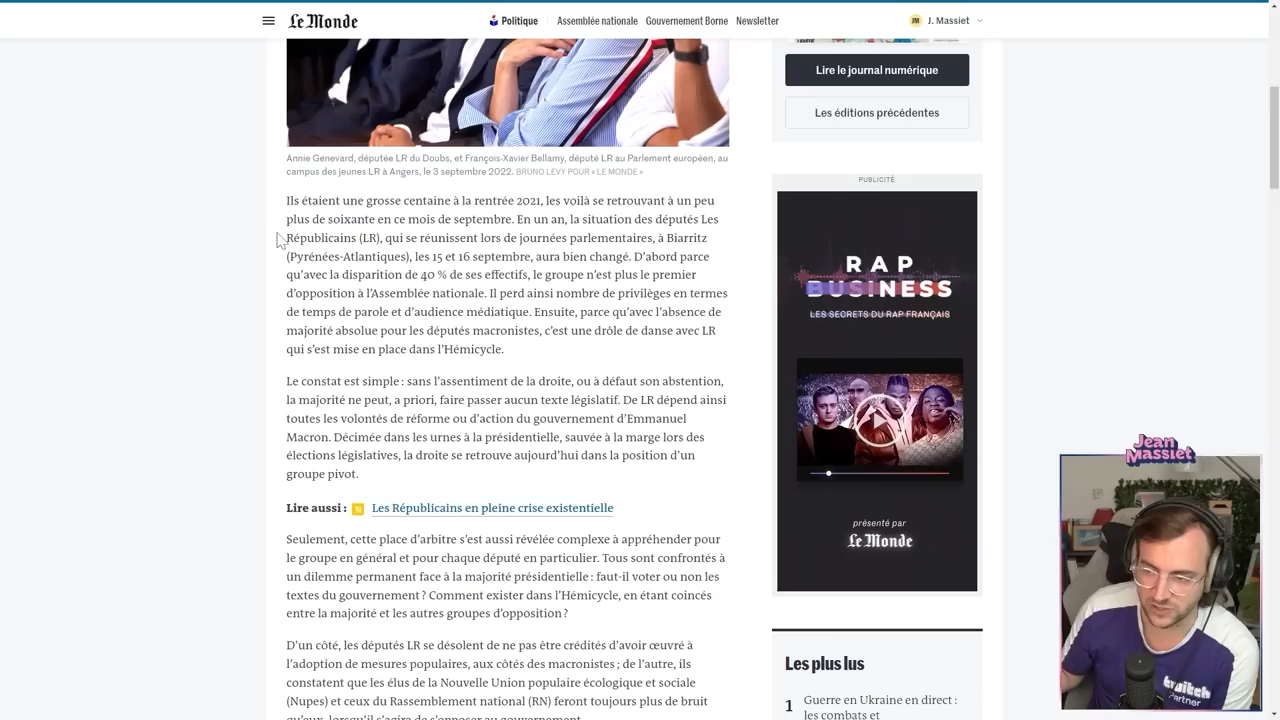 Le Monde
Politique
Assemblée nationale
Gouvernement Borne
Newsletter
JM
J. Massiet
Lire le journal numérique
Les éditions précédentes
Annie Genevard, députée LR du Doubs, et François-Xavier Bellamy, député LR au Parlement européen, au
campus des jeunes LR à Angers, le 3 septembre 2022. BRUNO LEVY POUR « LE MONDE »
Ils étaient une grosse centaine à la rentrée 2021, les voilà se retrouvant à un peu
plus de soixante en ce mois de septembre. En un an, la situation des députés Les
Républicains (LR), qui se réunissent lors de journées parlementaires, à Biarritz
(Pyrénées-Atlantiques), les 15 et 16 septembre, aura bien changé. D'abord parce
qu'avec la disparition de 40 % de ses effectifs, le groupe n'est plus le premier
d'opposition à l'Assemblée nationale. Il perd ainsi nombre de privilèges en termes
de temps de parole et d'audience médiatique. Ensuite, parce qu'avec l'absence de
majorité absolue pour les députés macronistes, c'est une drôle de danse avec LR
qui s'est mise en place dans l'Hémicycle.
Le constat est simple : sans l'assentiment de la droite, ou à défaut son abstention,
la majorité ne peut, a priori, faire passer aucun texte législatif. De LR dépend ainsi
toutes les volontés de réforme ou d'action du gouvernement d'Emmanuel
Macron. Décimée dans les urnes à la présidentielle, sauvée à la marge lors des
élections législatives, la droite se retrouve aujourd'hui dans la position d'un
groupe pivot.
Lire aussi : Les Républicains en pleine crise existentielle
Seulement, cette place d'arbitre s'est aussi révélée complexe à appréhender pour
le groupe en général et pour chaque député en particulier. Tous sont confrontés à
un dilemme permanent face à la majorité présidentielle : faut-il voter ou non les
textes du gouvernement ? Comment exister dans l'Hémicycle, en étant coincés
entre la majorité et les autres groupes d'opposition ?
D'un côté, les députés LR se désolent de ne pas être crédités d'avoir œuvré à
l'adoption de mesures populaires, aux côtés des macronistes ; de l'autre, ils
constatent que les élus de la Nouvelle Union populaire écologique et sociale
(Nupes) et ceux du Rassemblement national (RN) feront toujours plus de bruit
qu'eux, lorsqu'il s'agira de s'opposer au gouvernement.
PUBLICITÉ
RAP
BUSINESS
LES SECRETS DU RAP FRANÇAIS
présenté par
Le Monde
Les plus lus
1 Guerre en Ukraine en direct :
les combats et
Jean
Massiet
twitch
Partner